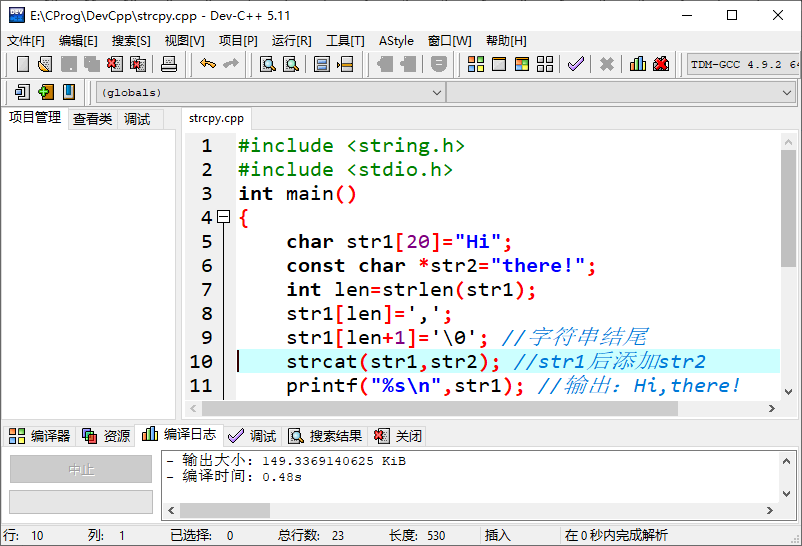 E:\CProg\DevCpp\strcpy.cpp - Dev-C++ 5.11
文件[F] 编辑[E] 搜索[S] 视图[V] 项目[P] 运行[R] 工具[T] AStyle 窗口[W] 帮助[H]
TDM-GCC 4.9.2 64
(globals)
项目管理 查看类 调试 strcpy.cpp
1 #include <string.h>
2 #include <stdio.h>
3 int main()
4 {
5 char str1[20]="Hi";
6 const char *str2="there!";
7 int len=strlen(str1);
8 str1[len]=',';
9 str1[len+1]='\0'; //字符串结尾
10 strcat(str1,str2); //str1后添加str2
11 printf("%s\n",str1); //输出：Hi,there!
编译器 资源 编译日志 调试 搜索结果 关闭
中止
- 输出大小: 149.3369140625 KiB
- 编译时间: 0.48s
行: 10 列: 1 已选择: 0 总行数: 23 长度: 530 插入 在 0 秒内完成解析